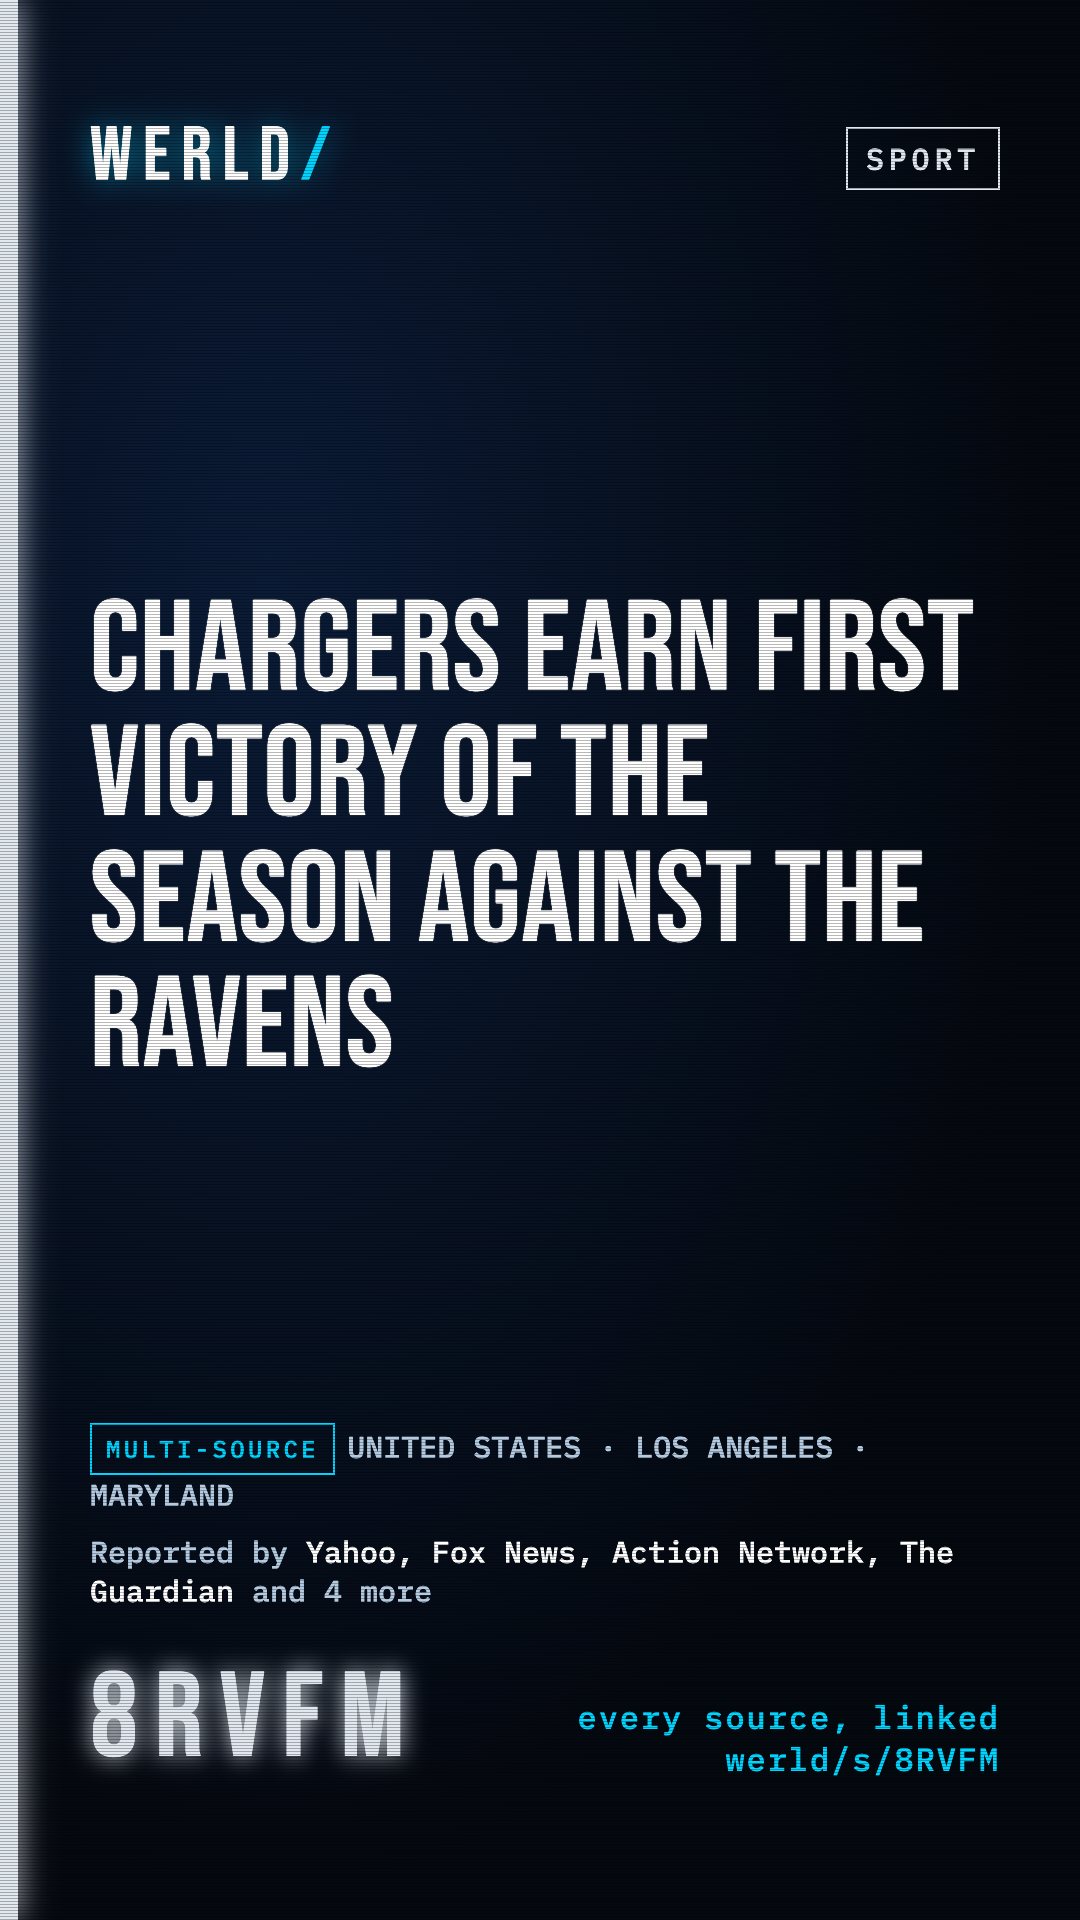 WERLD/
SPORT
CHARGERS EARN FIRST
VICTORY OF THE
SEASON AGAINST THE
RAVENS
MULTI-SOURCE UNITED STATES · LOS ANGELES ·
MARYLAND
Reported by Yahoo, Fox News, Action Network, The
Guardian and 4 more
8RVFM
every source, linked
werld/s/8RVFM